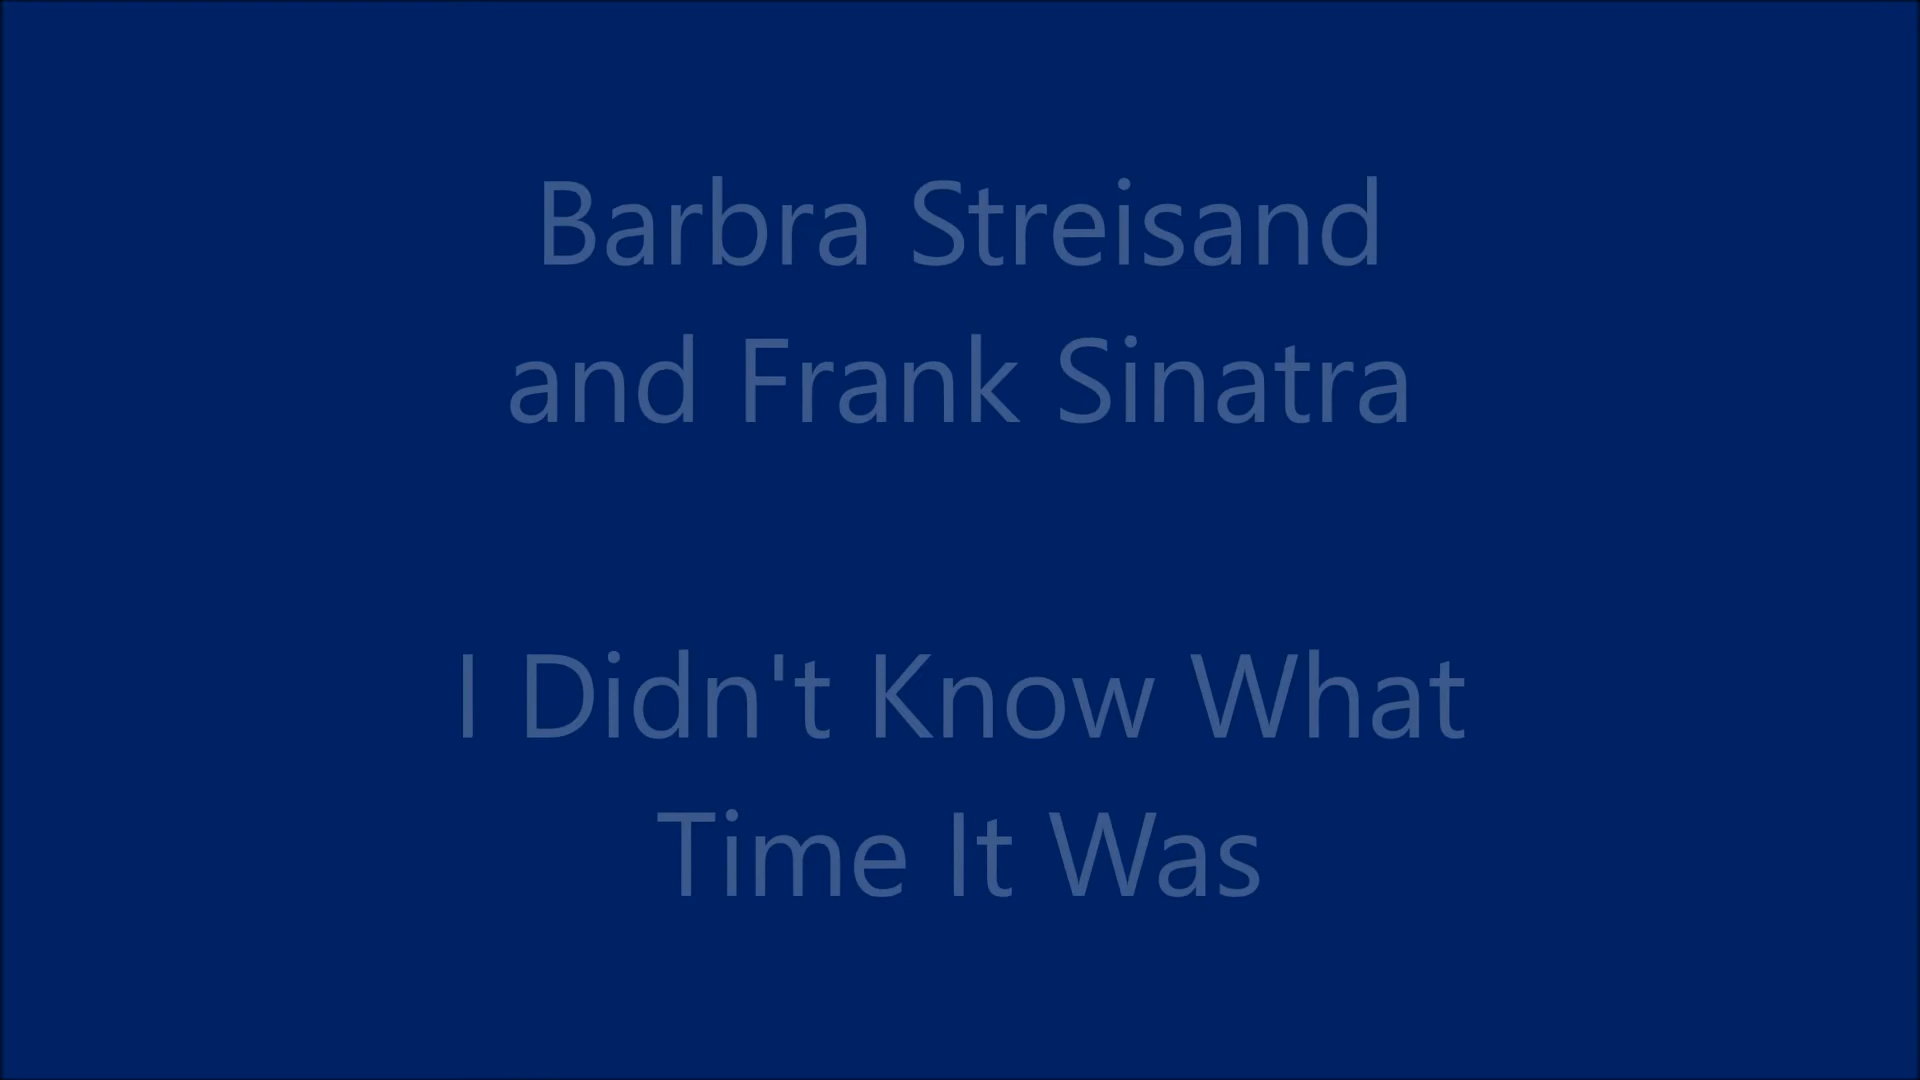 Barbra Streisand
and Frank Sinatra
I Didn't Know What
Time It Was